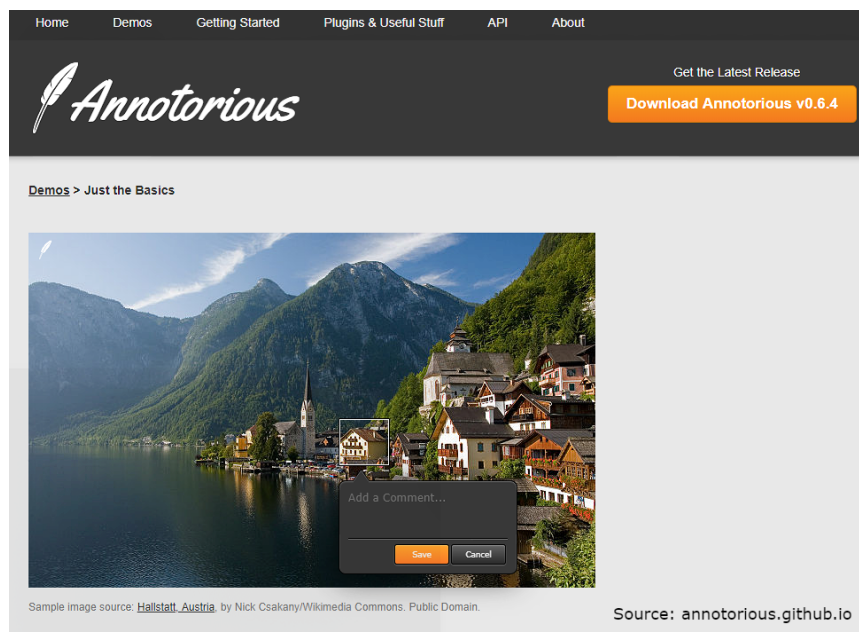 Home Demos Getting Started Plugins & Useful Stuff API About
Annotorious
Get the Latest Release
Download Annotorious v0.6.4
Demos > Just the Basics
Add a Comment...
Save Cancel
Sample image source: Hallstatt, Austria, by Nick Csakany/Wikimedia Commons. Public Domain.
Source: annotorious.github.io